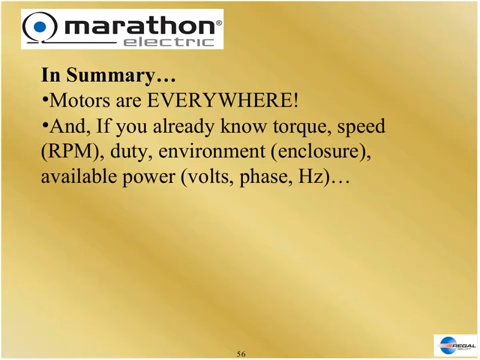 marathon®
electric
In Summary…
•Motors are EVERYWHERE!
•And, If you already know torque, speed
(RPM), duty, environment (enclosure),
available power (volts, phase, Hz)…
56
REGAL